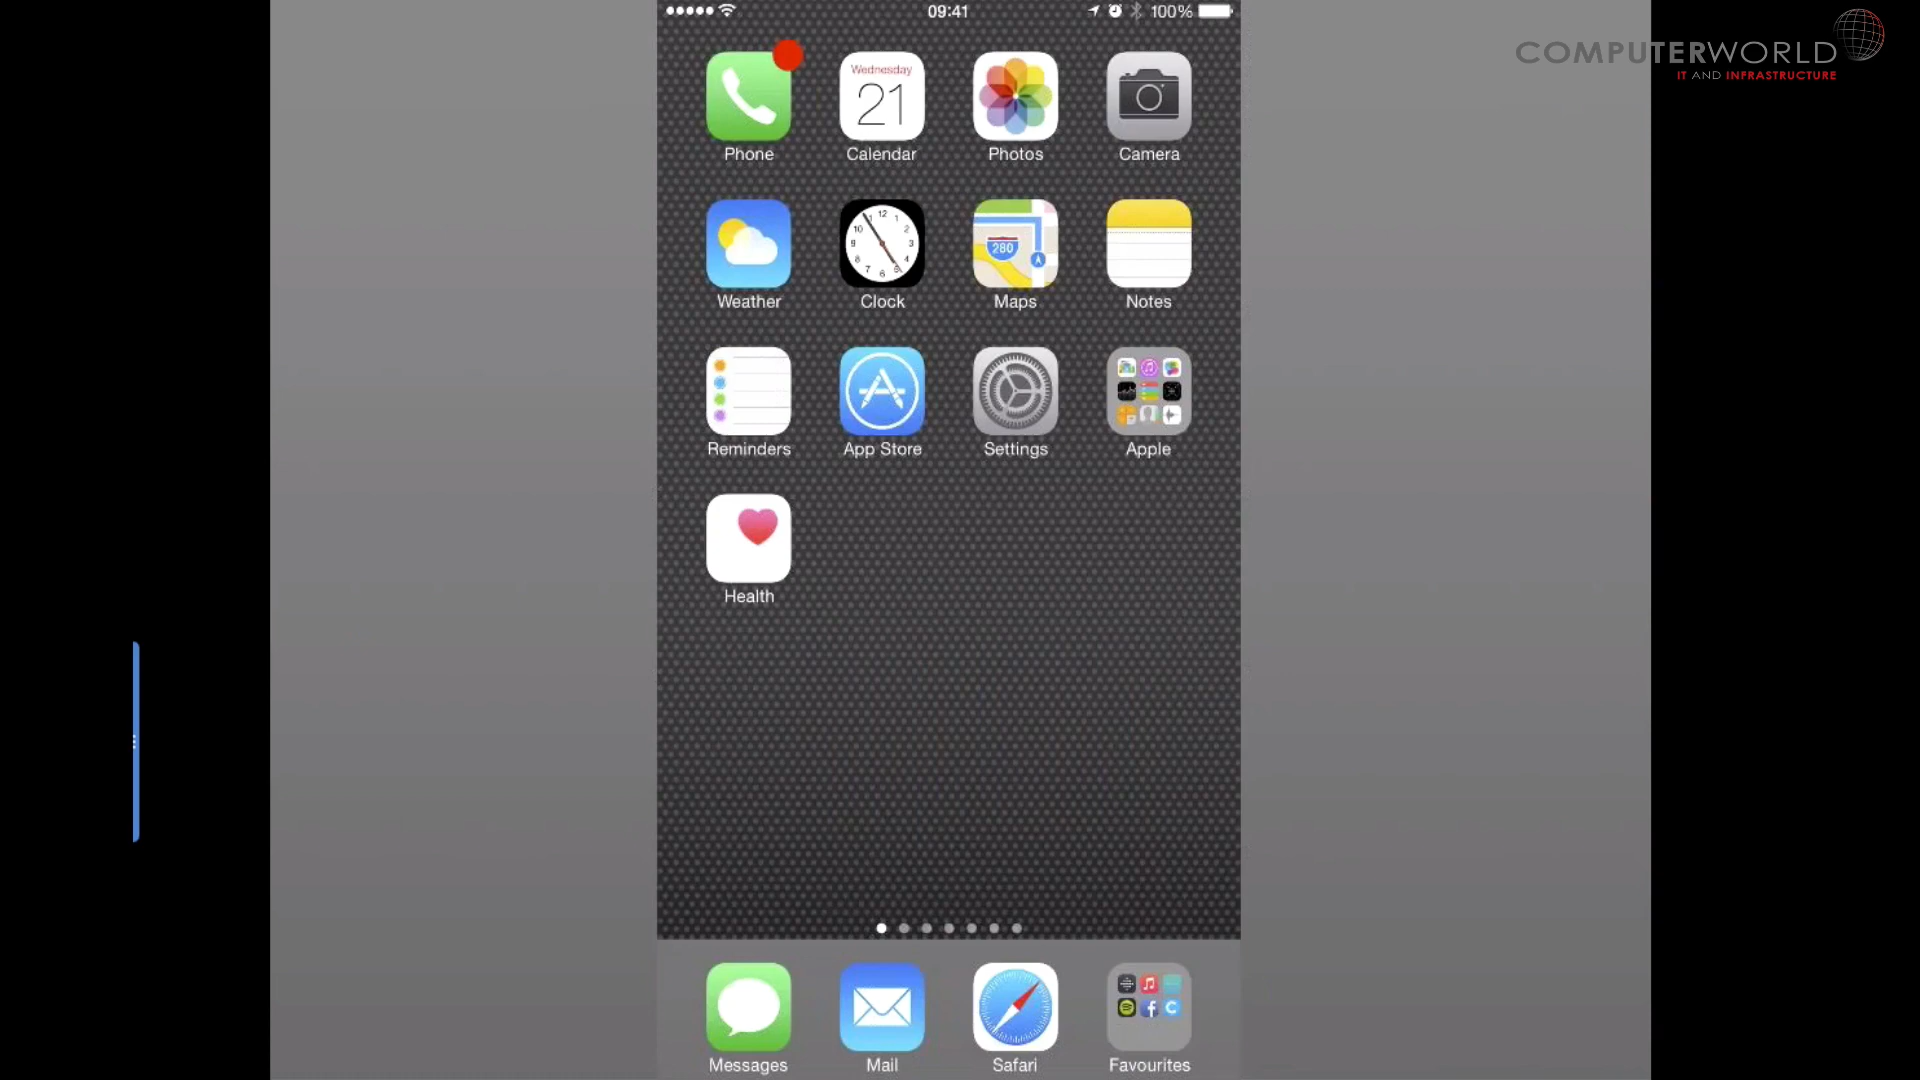 09:41
100%
COMPUTERWORLD
IT AND INFRASTRUCTURE
Wednesday
21
Phone
Calendar
Photos
Camera
280
Weather
Clock
Maps
Notes
Reminders
App Store
Settings
Apple
Health
Messages
Mail
Safari
Favourites